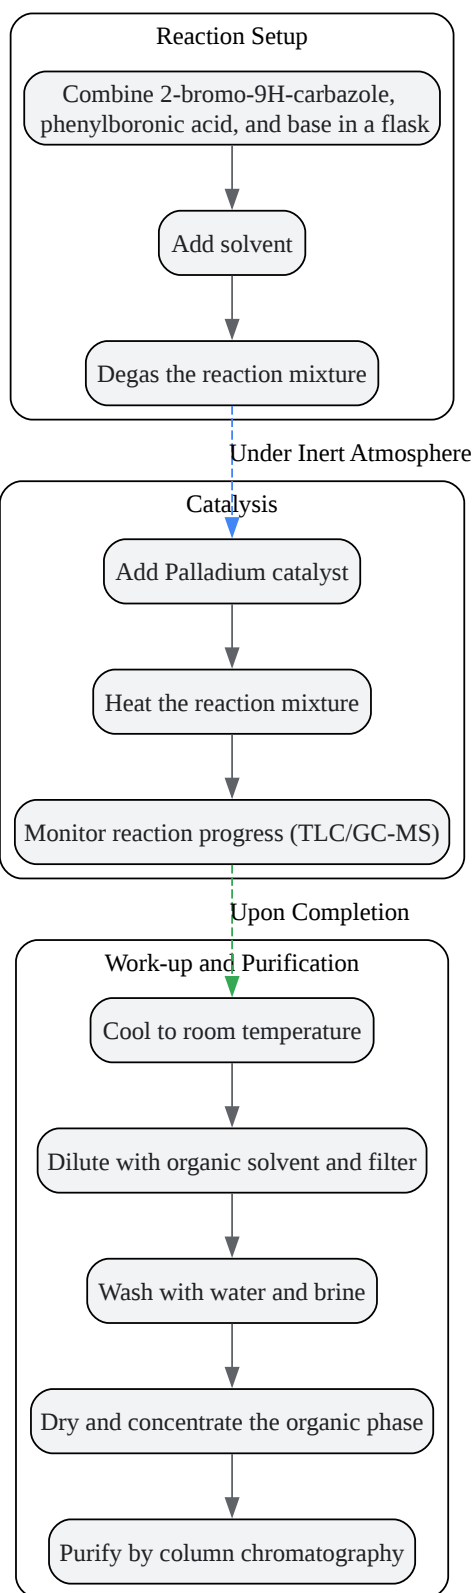 Reaction Setup
Combine 2-bromo-9H-carbazole,
phenylboronic acid, and base in a flask
Add solvent
Degas the reaction mixture
Under Inert Atmosphere
Catalysis
Add Palladium catalyst
Heat the reaction mixture
Monitor reaction progress (TLC/GC-MS)
Upon Completion
Work-up and Purification
Cool to room temperature
Dilute with organic solvent and filter
Wash with water and brine
Dry and concentrate the organic phase
Purify by column chromatography